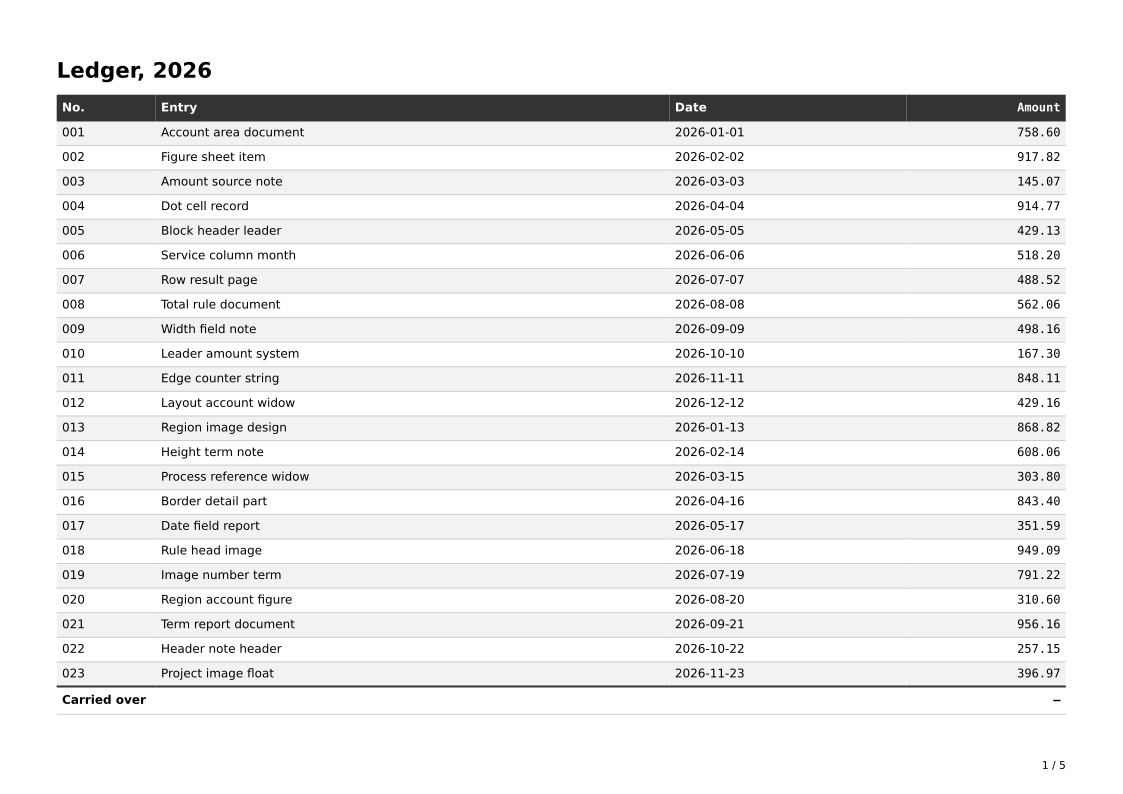 Ledger, 2026
No. Entry Date Amount
001 Account area document 2026-01-01 758.60
002 Figure sheet item 2026-02-02 917.82
003 Amount source note 2026-03-03 145.07
004 Dot cell record 2026-04-04 914.77
005 Block header leader 2026-05-05 429.13
006 Service column month 2026-06-06 518.20
007 Row result page 2026-07-07 488.52
008 Total rule document 2026-08-08 562.06
009 Width field note 2026-09-09 498.16
010 Leader amount system 2026-10-10 167.30
011 Edge counter string 2026-11-11 848.11
012 Layout account widow 2026-12-12 429.16
013 Region image design 2026-01-13 868.82
014 Height term note 2026-02-14 608.06
015 Process reference widow 2026-03-15 303.80
016 Border detail part 2026-04-16 843.40
017 Date field report 2026-05-17 351.59
018 Rule head image 2026-06-18 949.09
019 Image number term 2026-07-19 791.22
020 Region account figure 2026-08-20 310.60
021 Term report document 2026-09-21 956.16
022 Header note header 2026-10-22 257.15
023 Project image float 2026-11-23 396.97
Carried over –
1 / 5